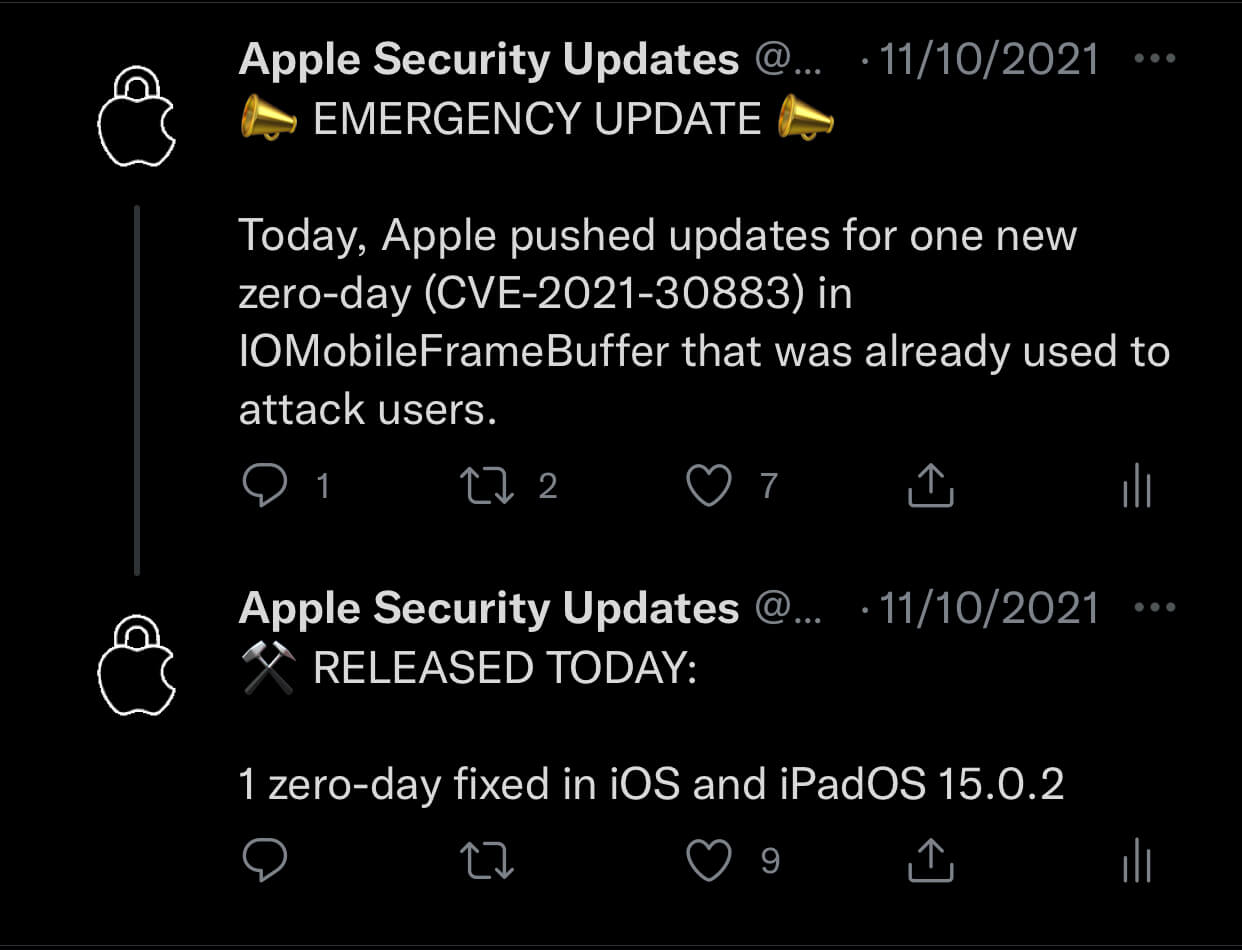 Apple Security Updates @... · 11/10/2021
📣 EMERGENCY UPDATE 📣
Today, Apple pushed updates for one new
zero-day (CVE-2021-30883) in
IOMobileFrameBuffer that was already used to
attack users.
1 2 7
Apple Security Updates @... · 11/10/2021
⚒️ RELEASED TODAY:
1 zero-day fixed in iOS and iPadOS 15.0.2
9